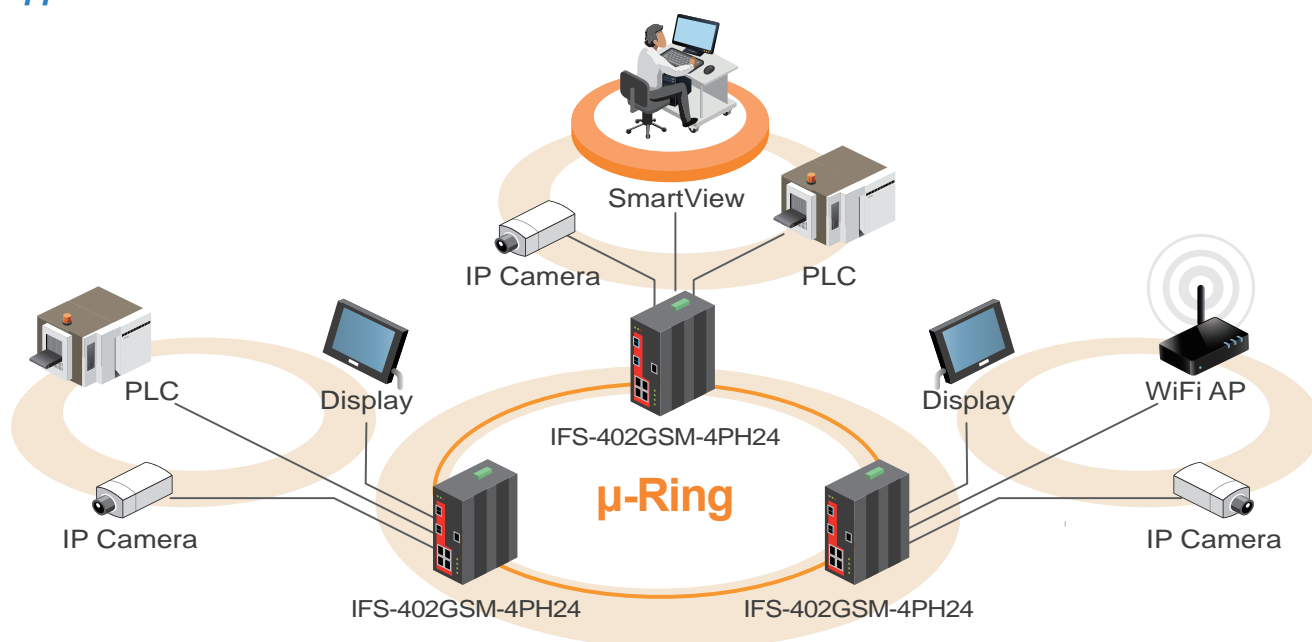 SmartView
IP Camera
PLC
PLC
Display
Display
WiFi AP
IFS-402GSM-4PH24
µ-Ring
IP Camera
IP Camera
IFS-402GSM-4PH24
IFS-402GSM-4PH24